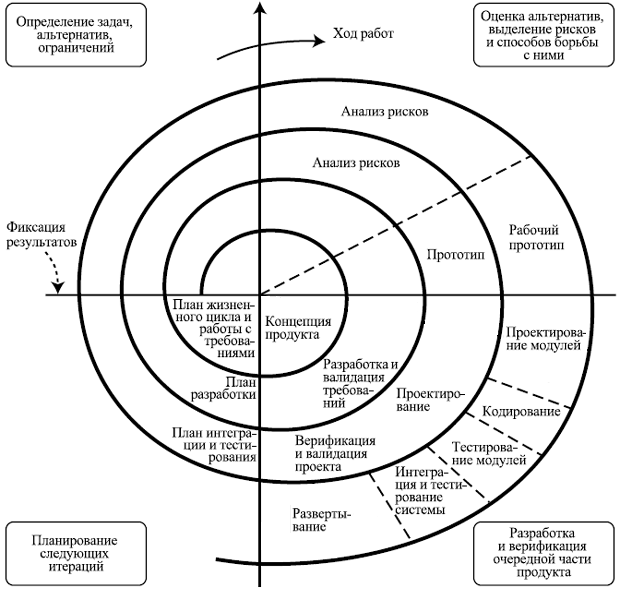 Определение задач,
альтернатив,
ограничений
Ход работ
Оценка альтернатив,
выделение рисков
и способов борьбы
с ними
Анализ рисков
Анализ рисков
Фиксация
результатов
Прототип
Рабочий
прототип
План жизнен-
ного цикла и
работы с
требова-
ниями
Концепция
продукта
Проектирова-
ние модулей
План
разработки
Разработка и
валидация
требова-
ний
Проектиро-
вание
Кодирование
План интегра-
ции и тести-
рования
Верификация
и валидация
проекта
Тестирова-
ние модулей
Интегра-
ция и тести-
рование
системы
Разверты-
вание
Планирование
следующих
итераций
Разработка
и верификация
очередной части
продукта